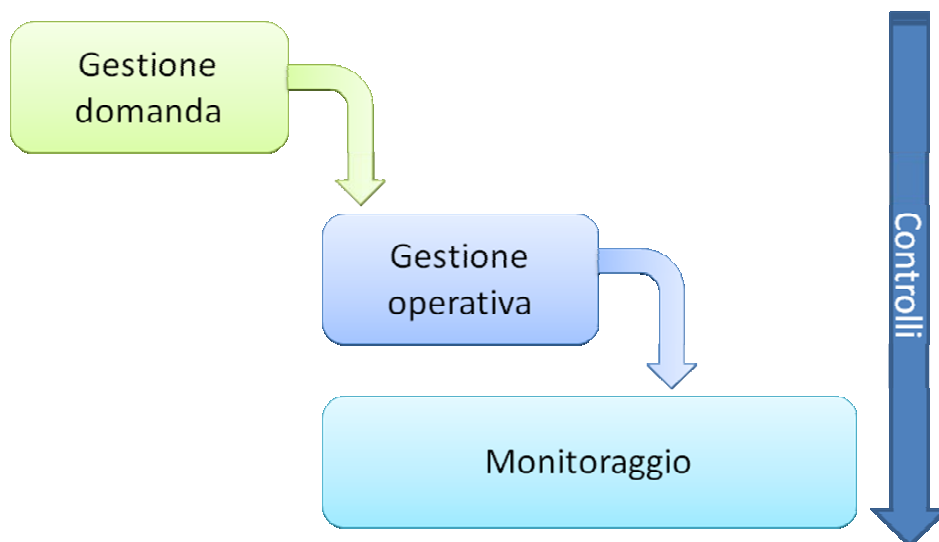 Gestione
domanda
Gestione
operativa
Monitoraggio
Controlli